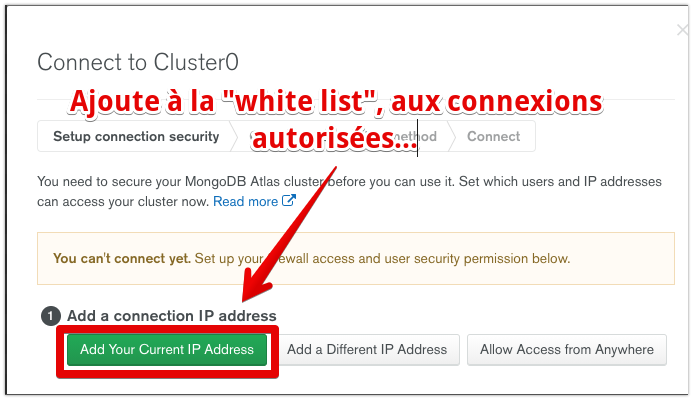 Connect to Cluster0
Ajoute à la "white list", aux connexions
autorisées...
Setup connection security
Connect
You need to secure your MongoDB Atlas cluster before you can use it. Set which users and IP addresses
can access your cluster now. Read more
You can't connect yet. Set up your firewall access and user security permission below.
1 Add a connection IP address
Add Your Current IP Address
Add a Different IP Address
Allow Access from Anywhere